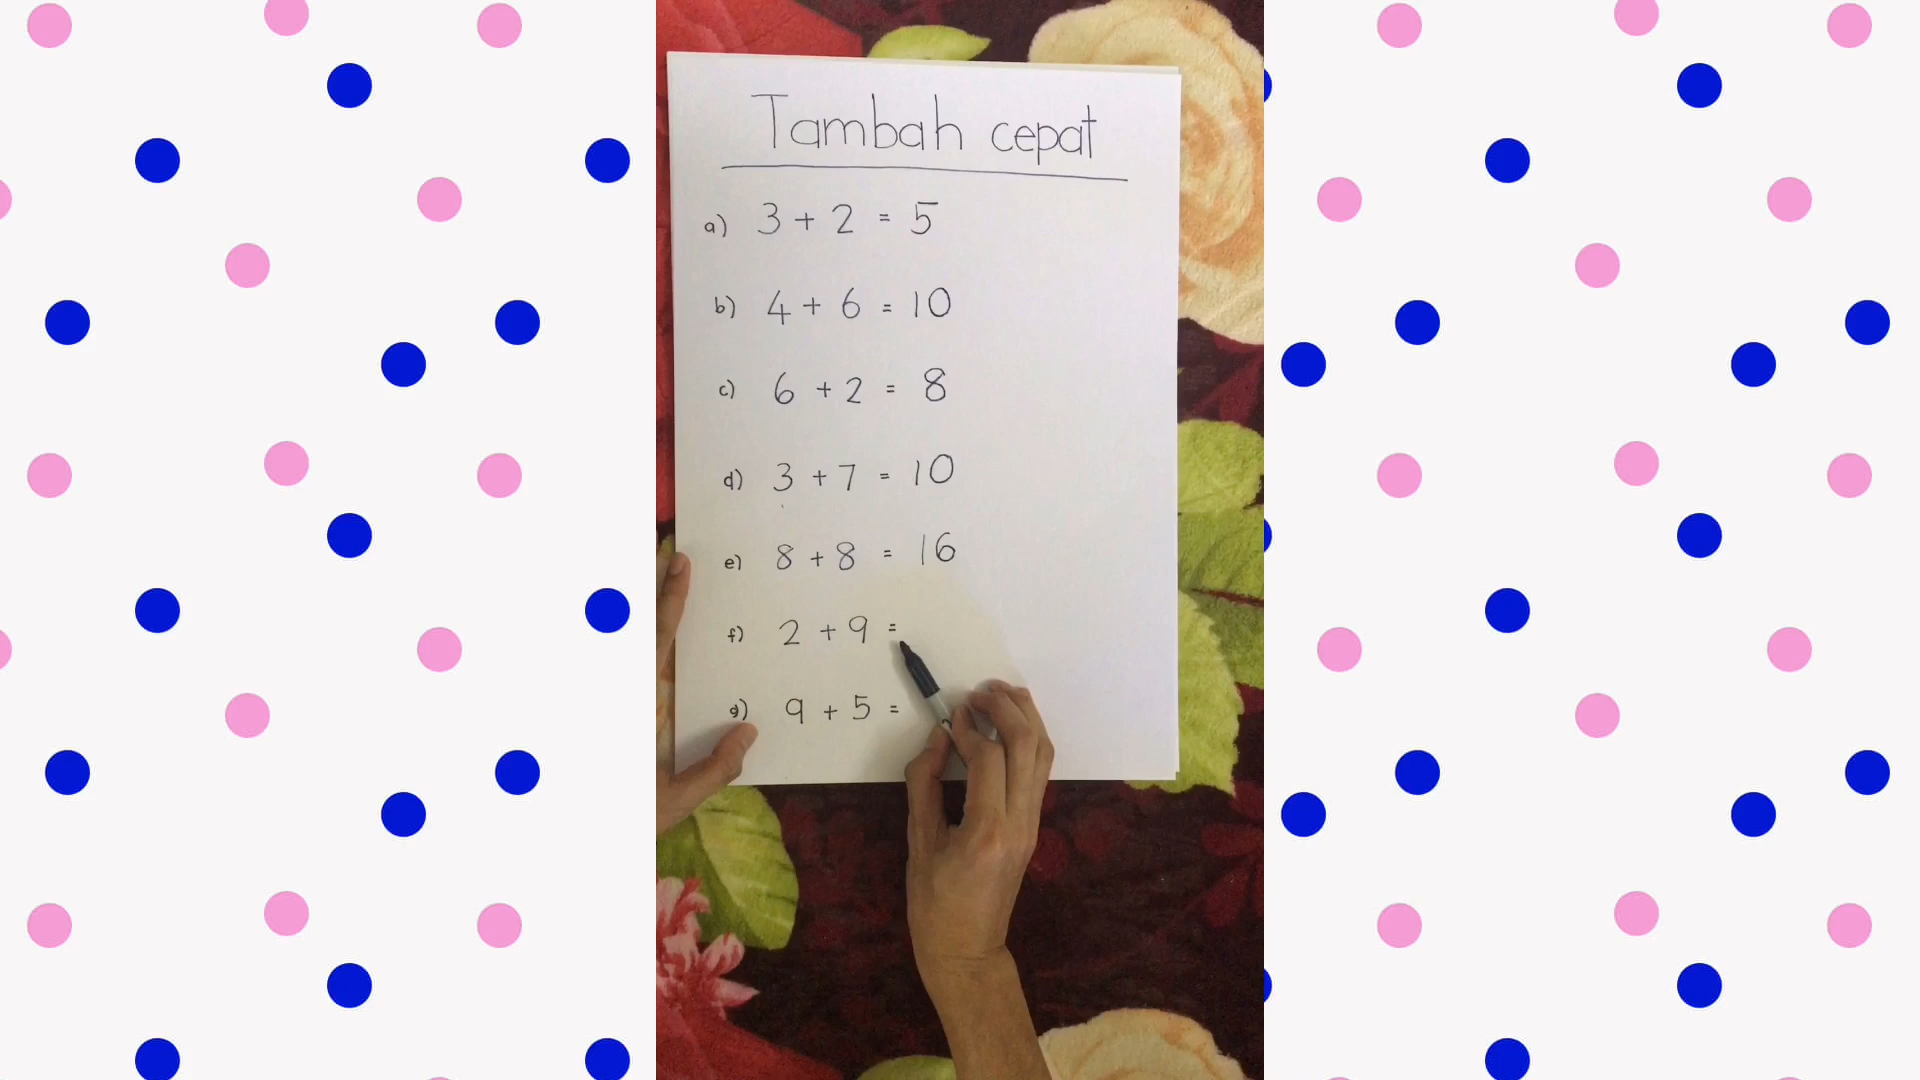 Tambah cepat
a) 3 + 2 = 5
b) 4 + 6 = 10
c) 6 + 2 = 8
d) 3 + 7 = 10
e) 8 + 8 = 16
f) 2 + 9 =
g) 9 + 5 =